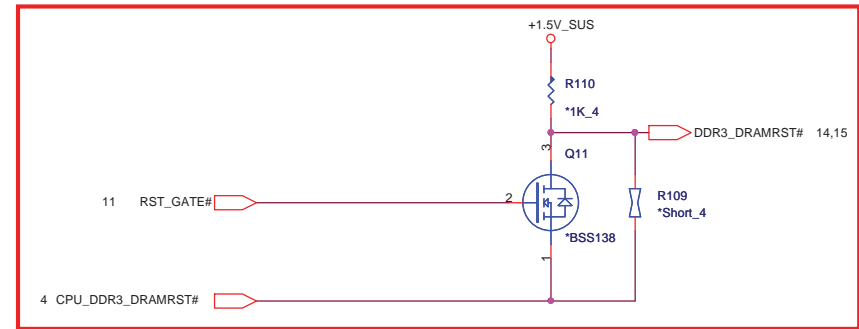 +1.5V_SUS
R110
*1K_4
DDR3_DRAMRST# 14,15
3
Q11
11 RST_GATE#
2
R109
*Short_4
*BSS138
1
4 CPU_DDR3_DRAMRST#